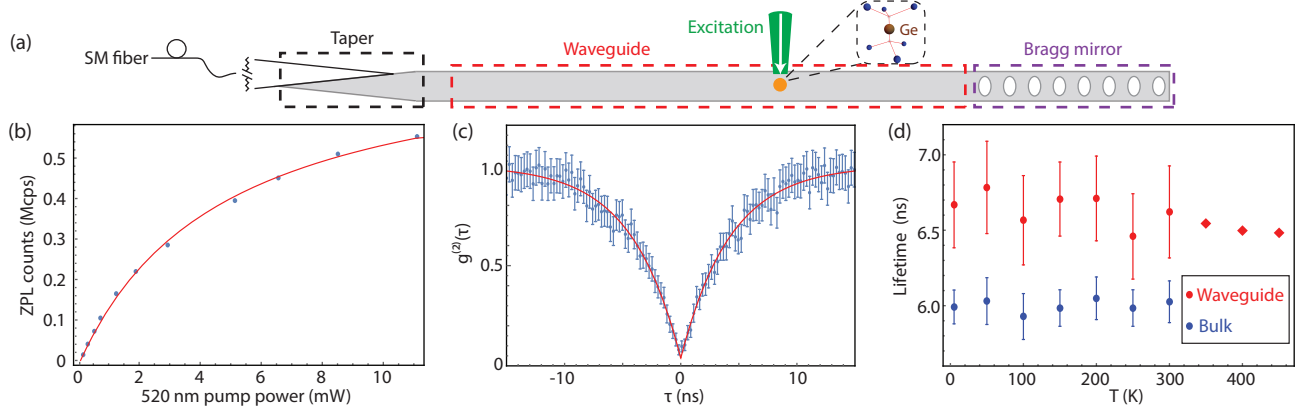 (a)
SM fiber
Taper
Waveguide
Excitation
Ge
Bragg mirror
(b)
ZPL counts (Mcps)
0.5
0.4
0.3
0.2
0.1
0
0 2 4 6 8 10
520 nm pump power (mW)
(c)
g(2)(τ)
1.0
0.5
0
-10 0 10
τ (ns)
(d)
Lifetime (ns)
7.0
6.5
6.0
0 100 200 300 400
T (K)
Waveguide
Bulk